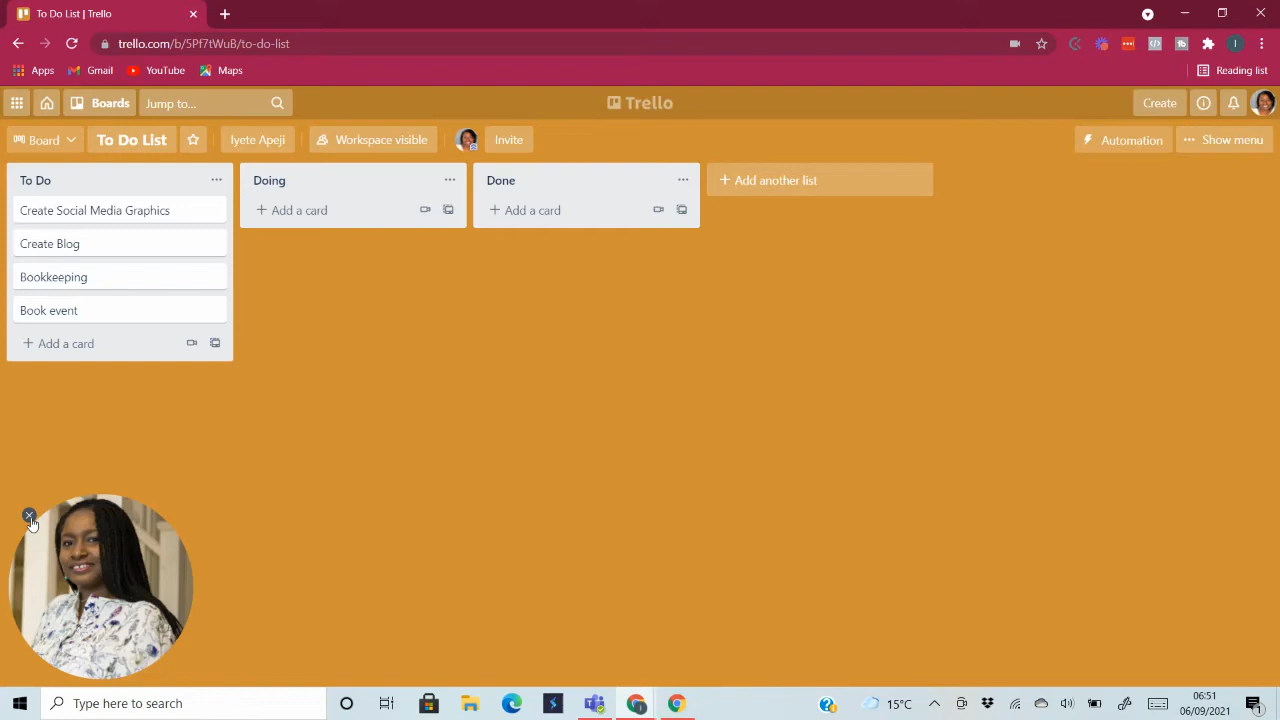 To Do List | Trello
trello.com/b/5Pf7tWuB/to-do-list
Apps Gmail YouTube Maps Reading list
Boards Jump to... Trello Create
Board To Do List Iyete Apeji Workspace visible Invite Automation Show menu
To Do
Create Social Media Graphics
Create Blog
Bookkeeping
Book event
+ Add a card
Doing
+ Add a card
Done
+ Add a card
+ Add another list
Type here to search
15°C
06:51
06/09/2021